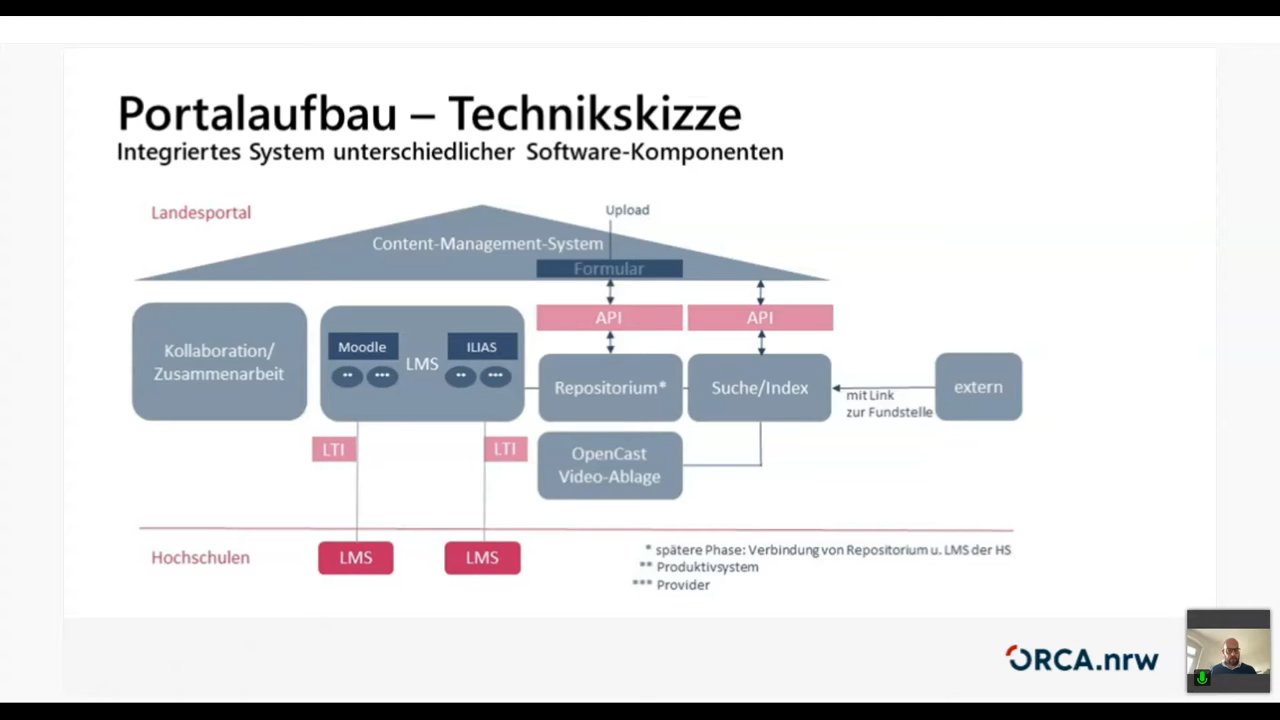 Portalaufbau – Technikskizze
Integriertes System unterschiedlicher Software-Komponenten
Landesportal
Upload
Content-Management-System
Formular
API
API
Kollaboration/
Zusammenarbeit
Moodle
LMS
ILIAS
**
***
**
***
Repositorium*
Suche/Index
mit Link
zur Fundstelle
extern
LTI
LTI
OpenCast
Video-Ablage
Hochschulen
LMS
LMS
* spätere Phase: Verbindung von Repositorium u. LMS der HS
** Produktivsystem
*** Provider
ORCA.nrw